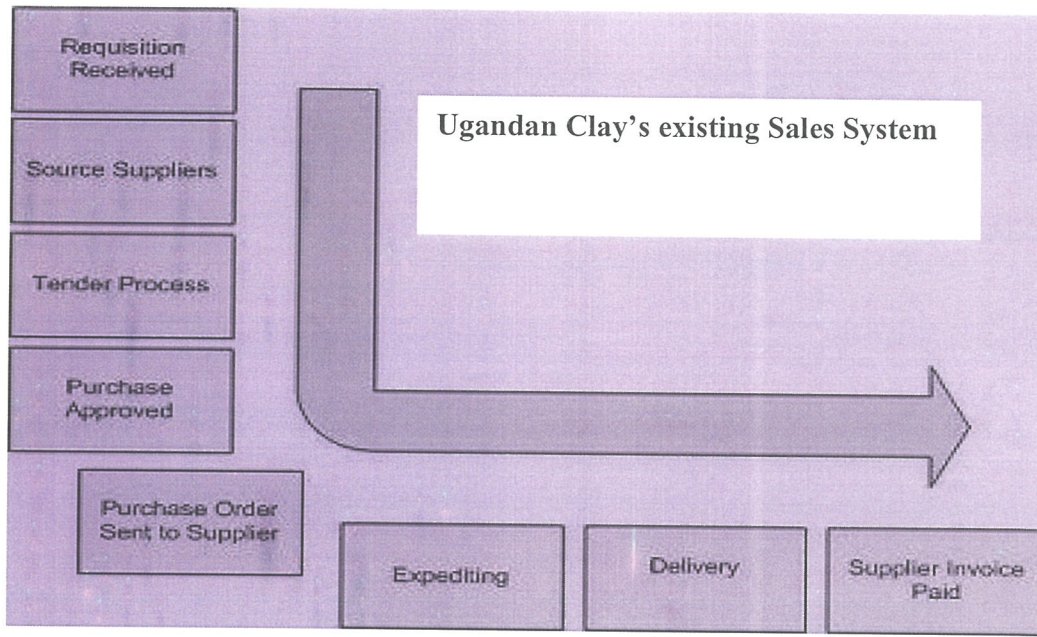 Requisition
Received
Ugandan Clay's existing Sales System
Source Suppliers
Tender Process
Purchase
Approved
Purchase Order
Sent to Supplier
Expediting
Delivery
Supplier Invoice
Paid